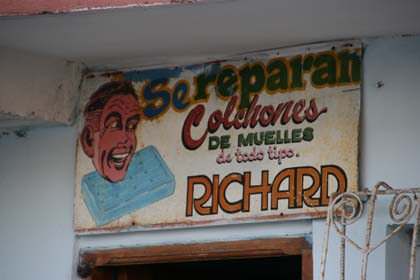 Se reparan
Colchones
DE MUELLES
de todo tipo.
RICHARD